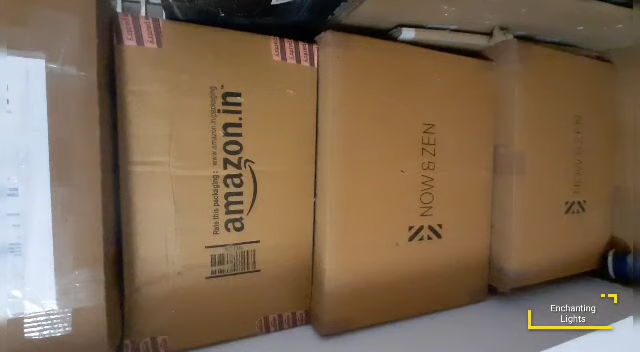 Rate this packaging : www.amazon.in/packaging
amazon.in
NOW & ZEN
NOW & ZEN
Enchanting
Lights